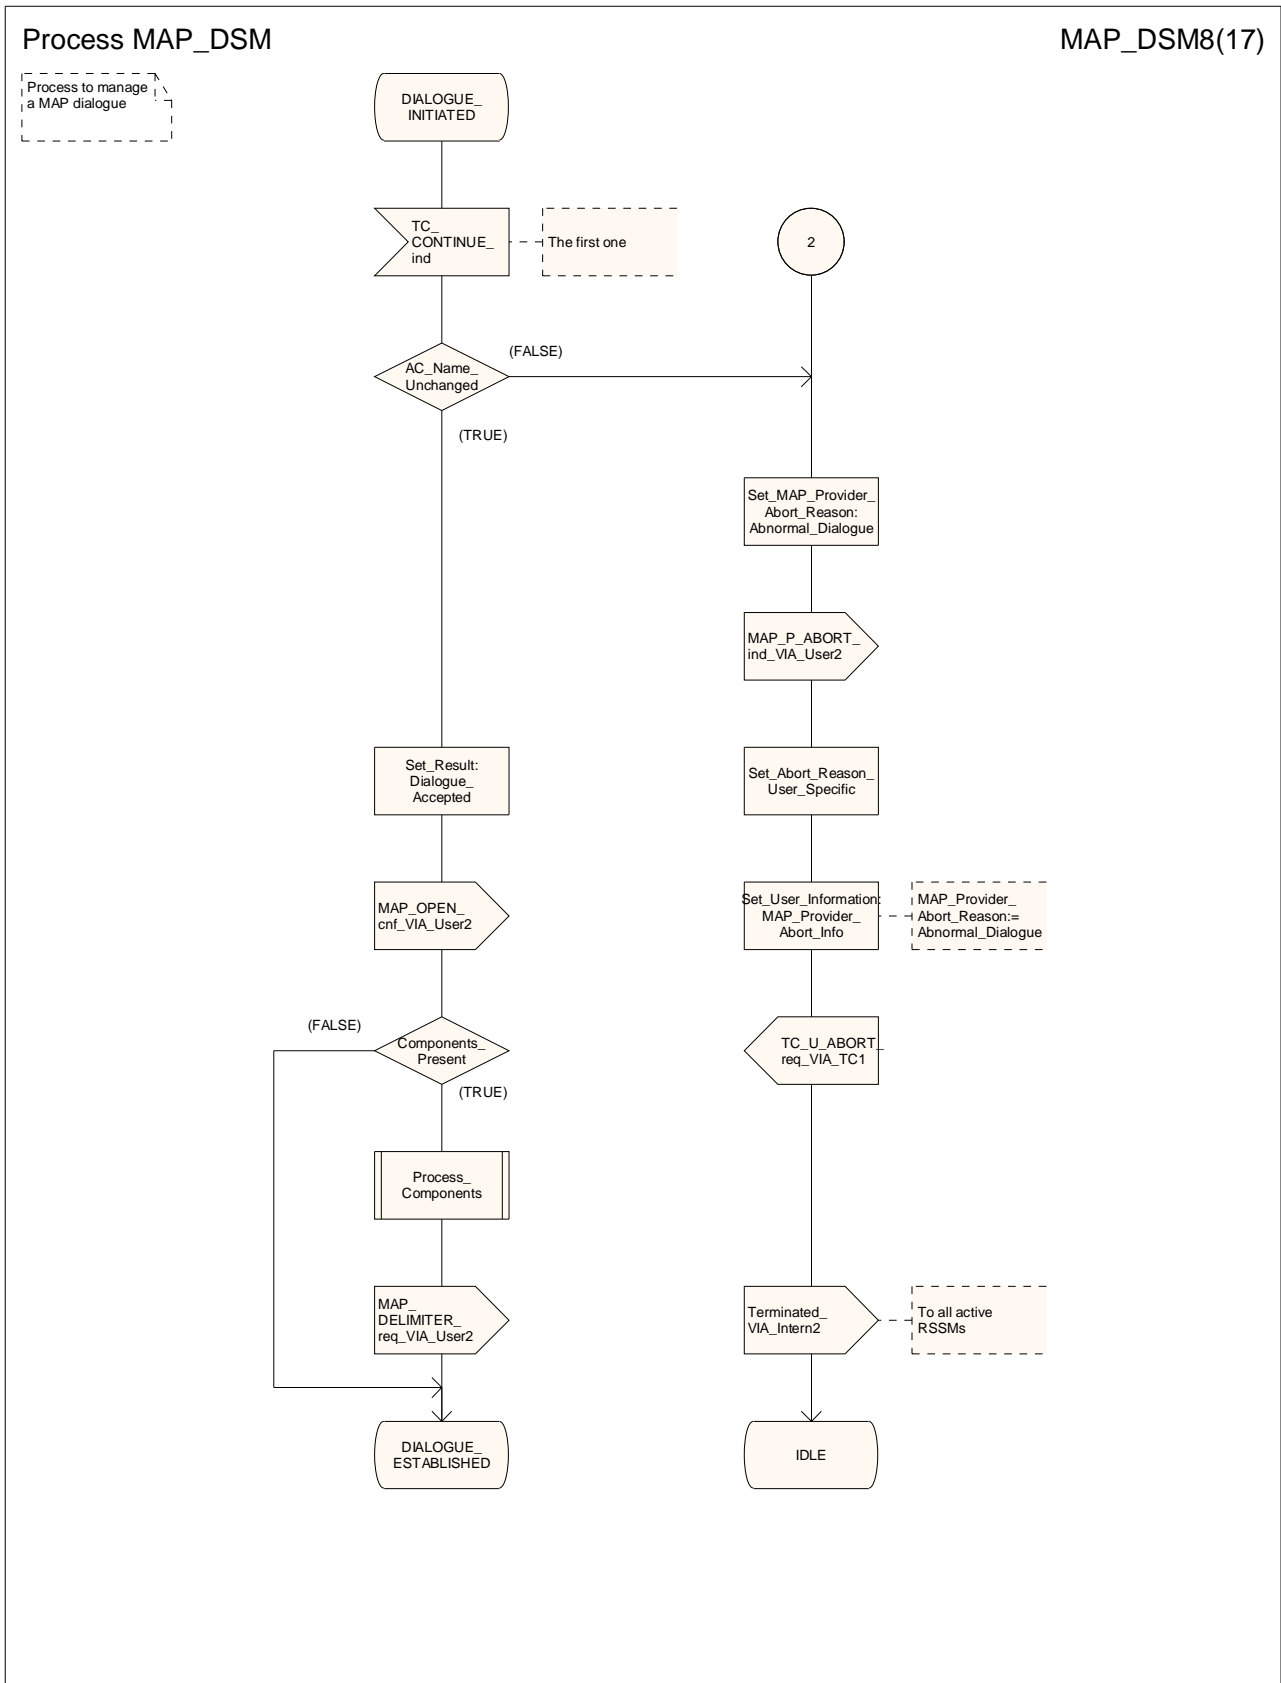 Process MAP_DSM
MAP_DSM8(17)
Process to manage
a MAP dialogue
DIALOGUE_
INITIATED
TC_
CONTINUE_
ind
The first one
2
(FALSE)
AC_Name_
Unchanged
(TRUE)
Set_MAP_Provider_
Abort_Reason:
Abnormal_Dialogue
MAP_P_ABORT_
ind_VIA_User2
Set_Result:
Dialogue_
Accepted
Set_Abort_Reason_
User_Specific
MAP_OPEN_
cnf_VIA_User2
Set_User_Information:
MAP_Provider_
Abort_Info
MAP_Provider_
Abort_Reason:=
Abnormal_Dialogue
(FALSE)
Components_
Present
(TRUE)
TC_U_ABORT_
req_VIA_TC1
Process_
Components
MAP_
DELIMITER_
req_VIA_User2
Terminated_
VIA_Intern2
To all active
RSSMs
DIALOGUE_
ESTABLISHED
IDLE